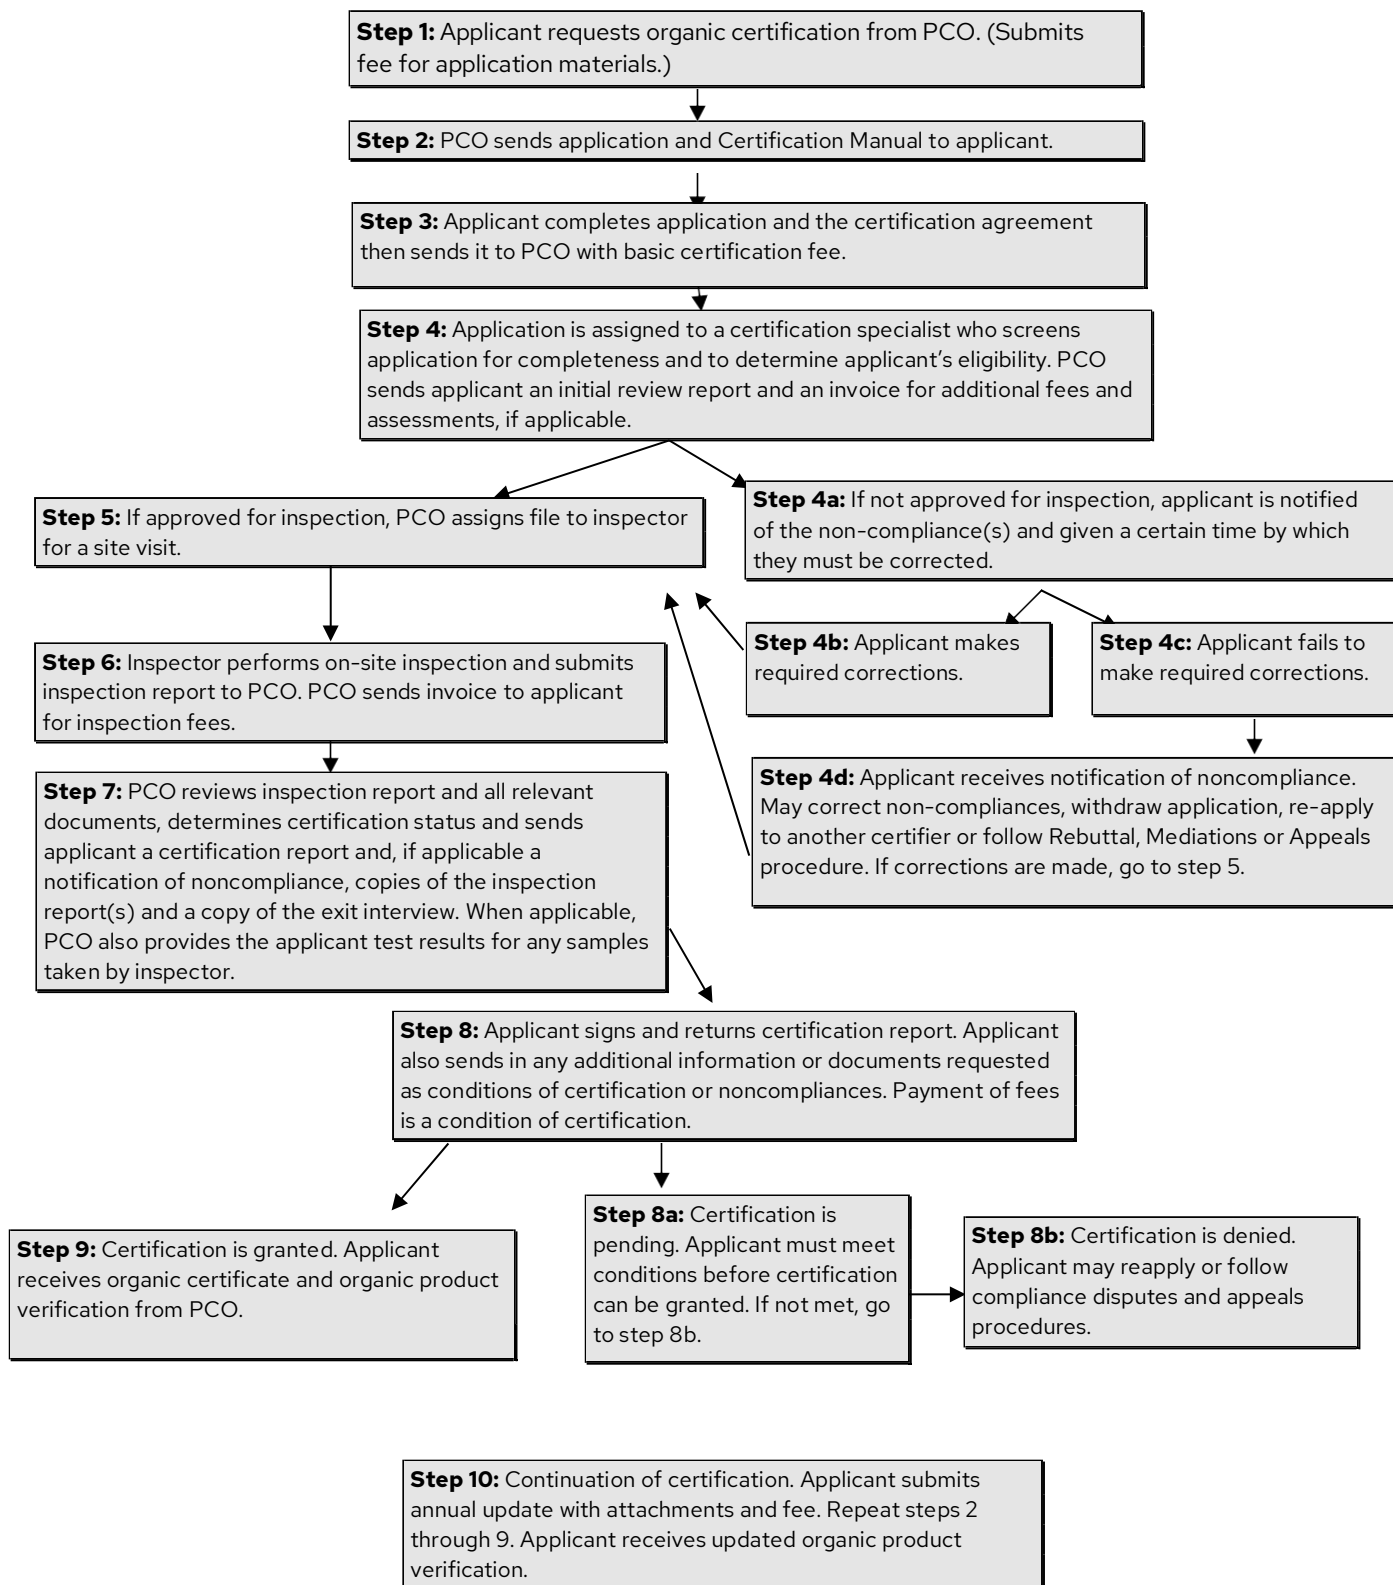 Step 1: Applicant requests organic certification from PCO. (Submits
fee for application materials.)
Step 2: PCO sends application and Certification Manual to applicant.
Step 3: Applicant completes application and the certification agreement
then sends it to PCO with basic certification fee.
Step 4: Application is assigned to a certification specialist who screens
application for completeness and to determine applicant’s eligibility. PCO
sends applicant an initial review report and an invoice for additional fees and
assessments, if applicable.
Step 5: If approved for inspection, PCO assigns file to inspector
for a site visit.
Step 4a: If not approved for inspection, applicant is notified
of the non-compliance(s) and given a certain time by which
they must be corrected.
Step 4b: Applicant makes
required corrections.
Step 4c: Applicant fails to
make required corrections.
Step 6: Inspector performs on-site inspection and submits
inspection report to PCO. PCO sends invoice to applicant
for inspection fees.
Step 4d: Applicant receives notification of noncompliance.
May correct non-compliances, withdraw application, re-apply
to another certifier or follow Rebuttal, Mediations or Appeals
procedure. If corrections are made, go to step 5.
Step 7: PCO reviews inspection report and all relevant
documents, determines certification status and sends
applicant a certification report and, if applicable a
notification of noncompliance, copies of the inspection
report(s) and a copy of the exit interview. When applicable,
PCO also provides the applicant test results for any samples
taken by inspector.
Step 8: Applicant signs and returns certification report. Applicant
also sends in any additional information or documents requested
as conditions of certification or noncompliances. Payment of fees
is a condition of certification.
Step 9: Certification is granted. Applicant
receives organic certificate and organic product
verification from PCO.
Step 8a: Certification is
pending. Applicant must meet
conditions before certification
can be granted. If not met, go
to step 8b.
Step 8b: Certification is denied.
Applicant may reapply or follow
compliance disputes and appeals
procedures.
Step 10: Continuation of certification. Applicant submits
annual update with attachments and fee. Repeat steps 2
through 9. Applicant receives updated organic product
verification.